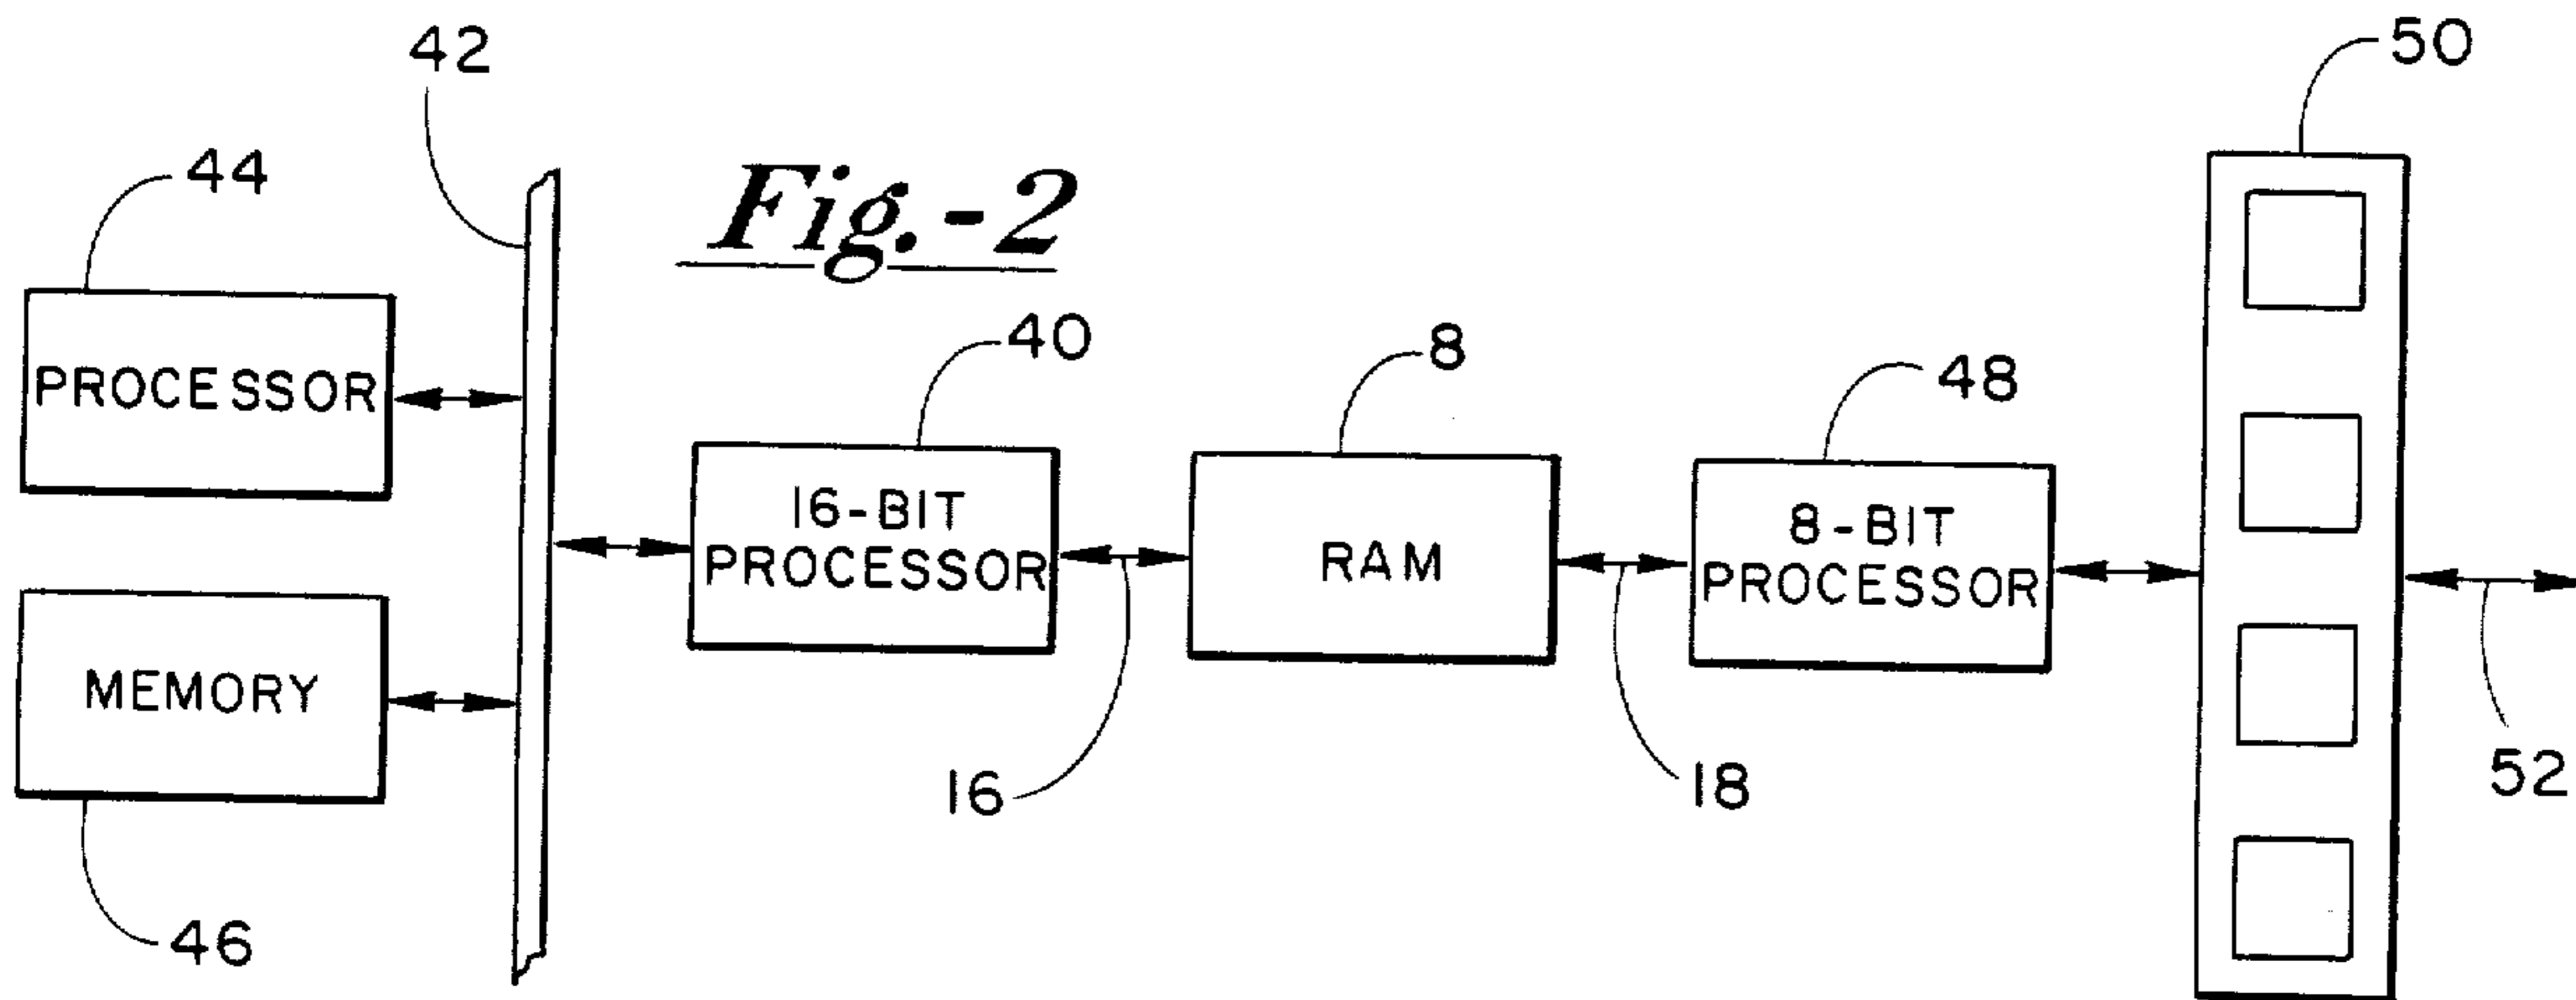 42
50
44
Fig.-2
40
8
48
PROCESSOR
16-BIT
PROCESSOR
RAM
8-BIT
PROCESSOR
MEMORY
16
18
52
46